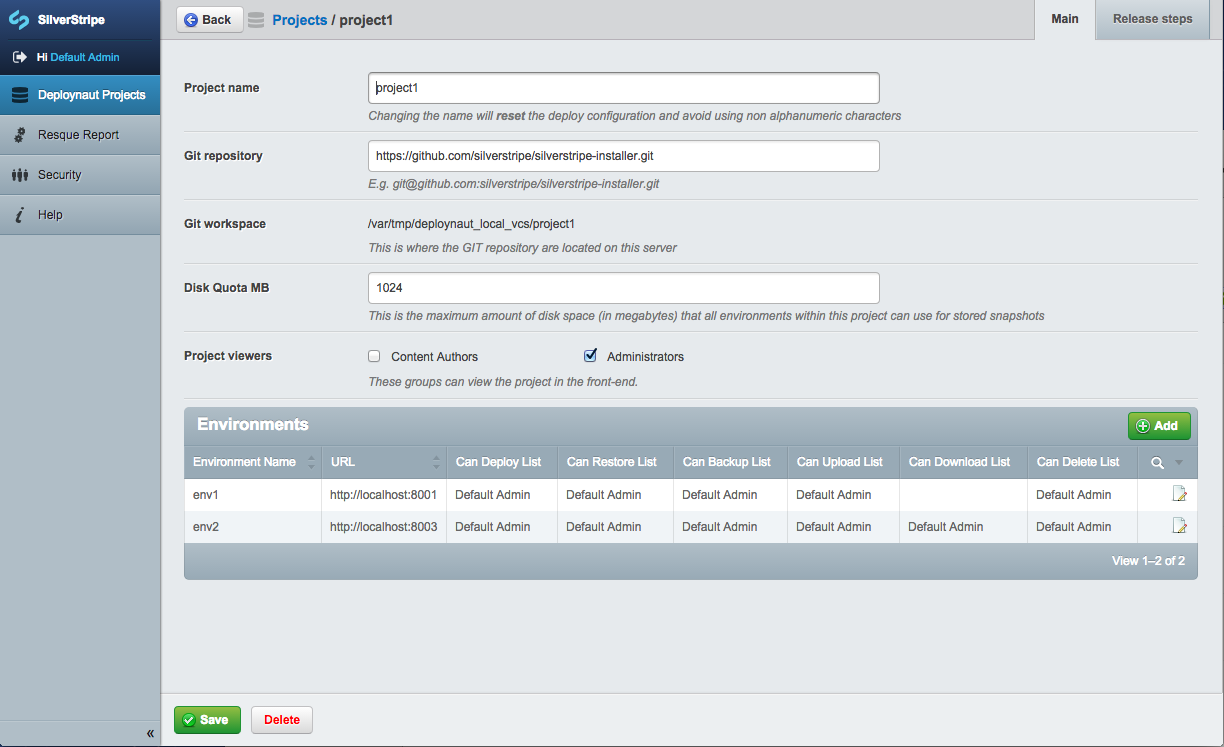 SilverStripe
Hi Default Admin
Deploynaut Projects
Resque Report
Security
Help
«
Back
Projects / project1
Main
Release steps
Project name
project1
Changing the name will reset the deploy configuration and avoid using non alphanumeric characters
Git repository
https://github.com/silverstripe/silverstripe-installer.git
E.g. git@github.com:silverstripe/silverstripe-installer.git
Git workspace
/var/tmp/deploynaut_local_vcs/project1
This is where the GIT repository are located on this server
Disk Quota MB
1024
This is the maximum amount of disk space (in megabytes) that all environments within this project can use for stored snapshots
Project viewers
Content Authors
Administrators
These groups can view the project in the front-end.
Environments
Add
Environment Name URL Can Deploy List Can Restore List Can Backup List Can Upload List Can Download List Can Delete List
env1 http://localhost:8001 Default Admin Default Admin Default Admin Default Admin Default Admin
env2 http://localhost:8003 Default Admin Default Admin Default Admin Default Admin Default Admin Default Admin
View 1–2 of 2
Save
Delete